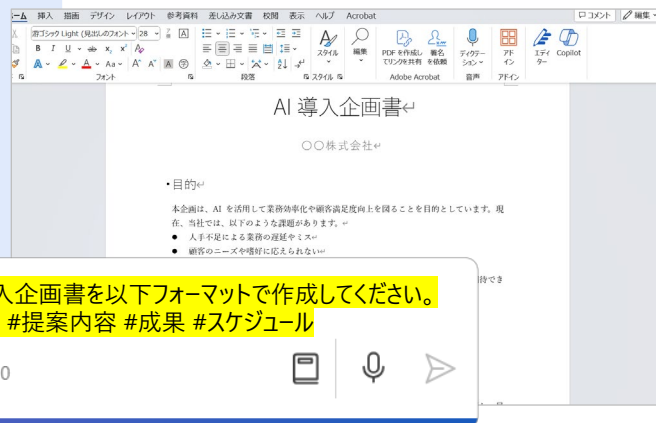 ーム 挿入 描画 デザイン レイアウト 参考資料 差し込み文書 校閲 表示 ヘルプ Acrobat
コメント 編集
游ゴシック Light (見出しのフォント 28
スタイル
編集
PDF を作成し てリンクを共有
署名 を依頼
ディクテーション
アド イン
エディター
Copilot
フォント
段落
スタイル
Adobe Acrobat
音声
アドイン
AI 導入企画書↵
〇〇株式会社↵
・目的↵
本企画は、AI を活用して業務効率化や顧客満足度向上を図ることを目的としています。現
在、当社では、以下のような課題があります。↵
● 人手不足による業務の遅延やミス↵
● 顧客のニーズや嗜好に応えられない↵
待でき
入企画書を以下フォーマットで作成してください。
#提案内容 #成果 #スケジュール
0